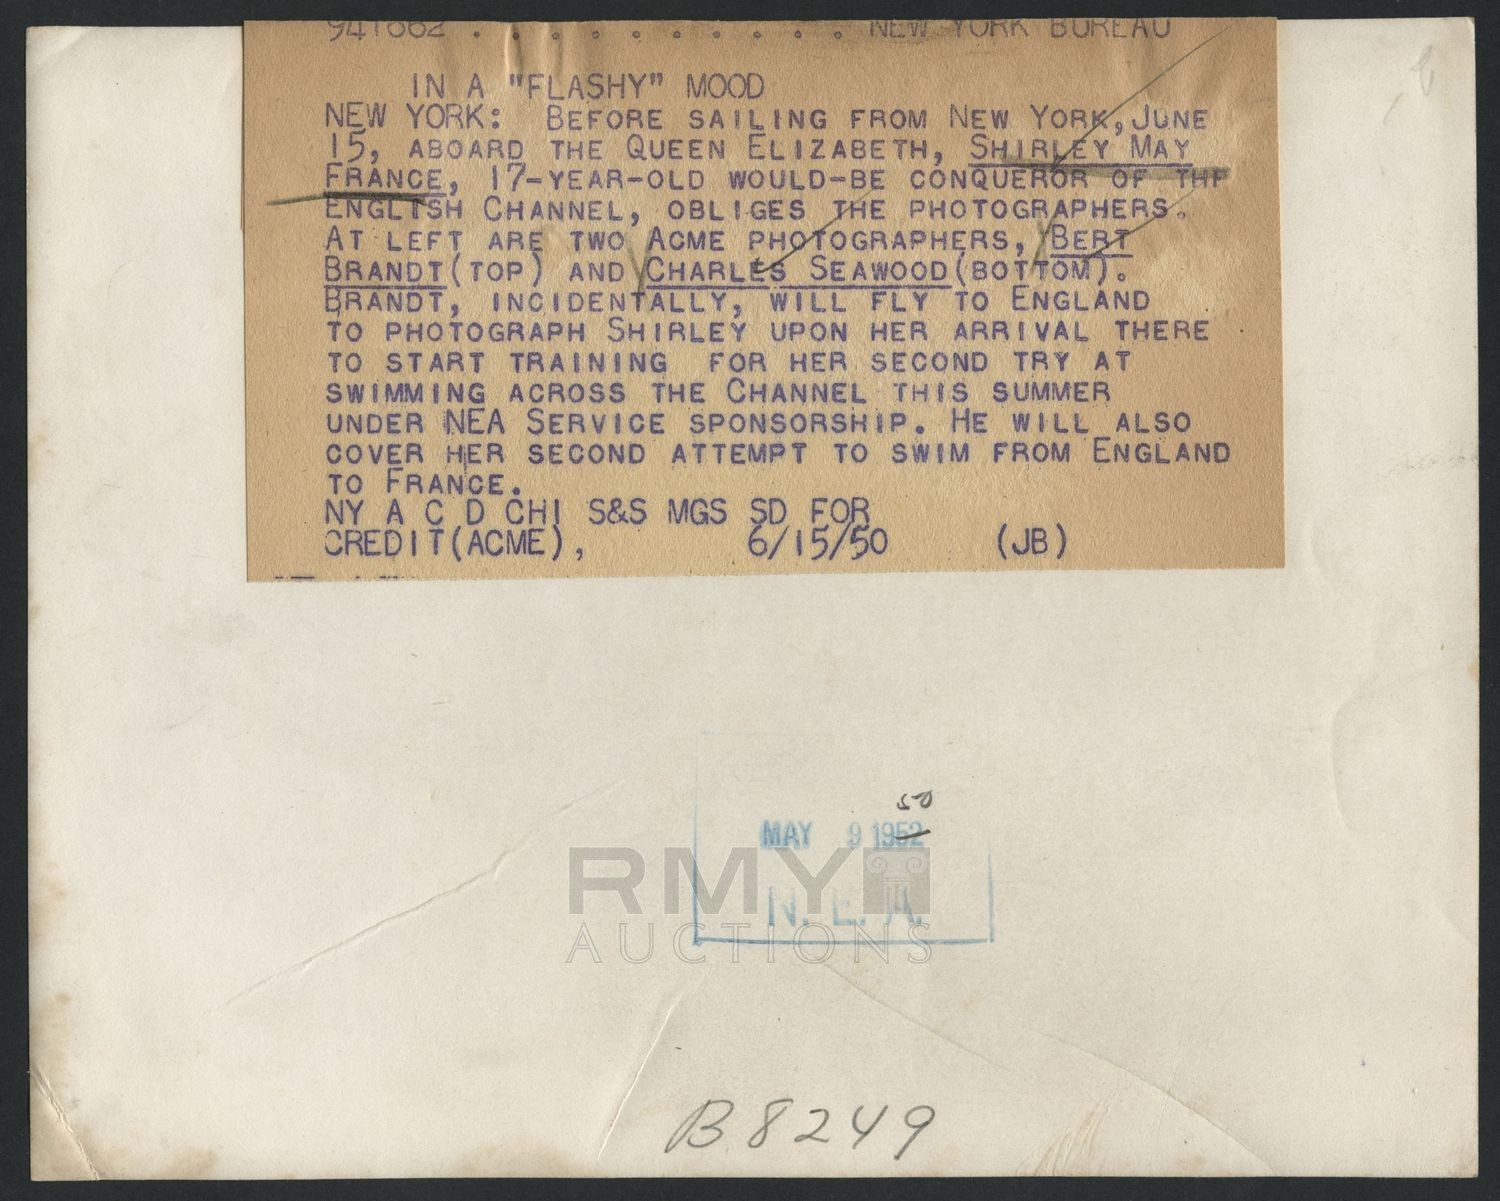 941662 . . . . . . . . . . NEW YORK BUREAU
IN A "FLASHY" MOOD
NEW YORK: BEFORE SAILING FROM NEW YORK, JUNE
15, ABOARD THE QUEEN ELIZABETH, SHIRLEY MAY
FRANCE, 17-YEAR-OLD WOULD-BE CONQUEROR OF THE
ENGLISH CHANNEL, OBLIGES THE PHOTOGRAPHERS.
AT LEFT ARE TWO ACME PHOTOGRAPHERS, BERT
BRANDT (TOP) AND CHARLES SEAWOOD (BOTTOM).
BRANDT, INCIDENTALLY, WILL FLY TO ENGLAND
TO PHOTOGRAPH SHIRLEY UPON HER ARRIVAL THERE
TO START TRAINING FOR HER SECOND TRY AT
SWIMMING ACROSS THE CHANNEL THIS SUMMER
UNDER NEA SERVICE SPONSORSHIP. HE WILL ALSO
COVER HER SECOND ATTEMPT TO SWIM FROM ENGLAND
TO FRANCE.
NY A C D CHI S&S MGS SD FOR
CREDIT (ACME), 6/15/50 (JB)
50
MAY 9 1952
N. E. A.
RMY
AUCTIONS
B8249